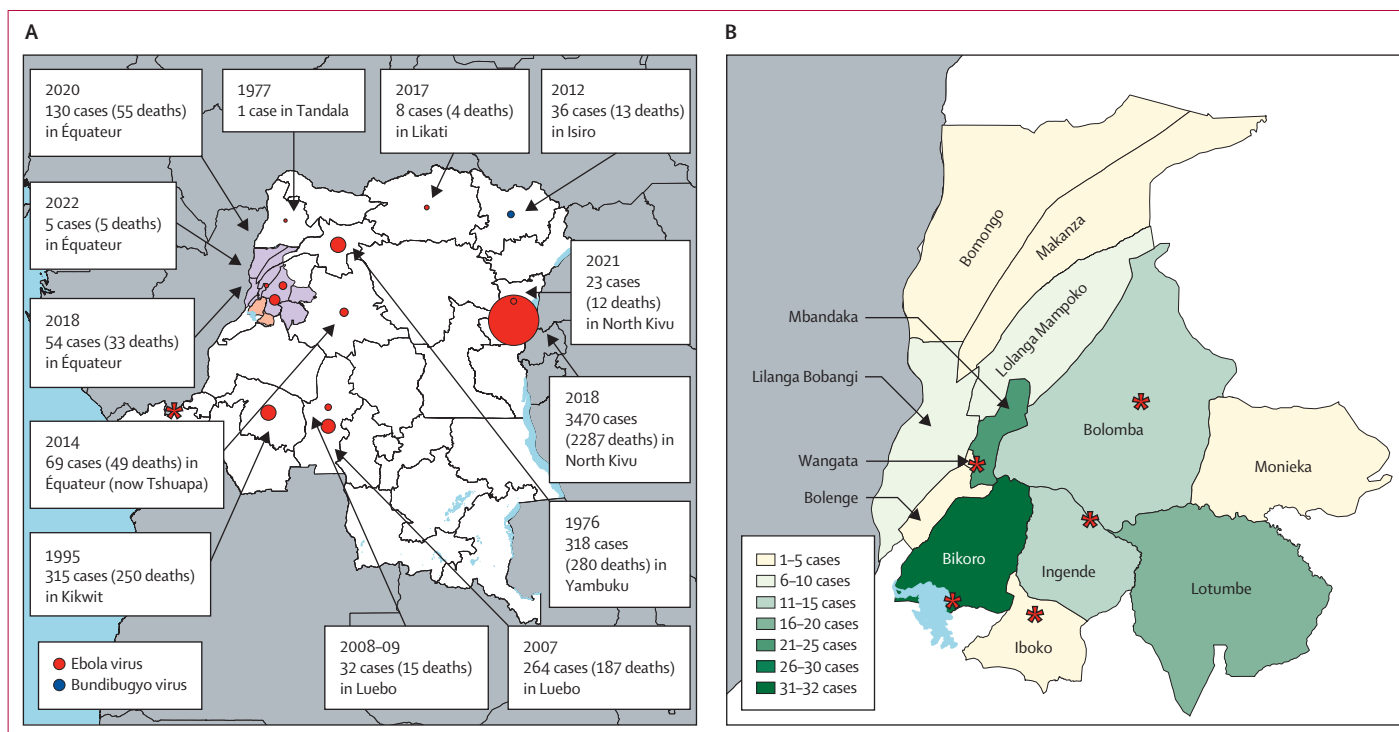 A
2020
130 cases (55 deaths)
in Équateur
1977
1 case in Tandala
2017
8 cases (4 deaths)
in Likati
2012
36 cases (13 deaths)
in Isiro
2022
5 cases (5 deaths)
in Équateur
2021
23 cases
(12 deaths)
in North Kivu
2018
54 cases (33 deaths)
in Équateur
2018
3470 cases
(2287 deaths) in
North Kivu
2014
69 cases (49 deaths) in
Équateur (now Tshuapa)
1976
318 cases
(280 deaths) in
Yambuku
1995
315 cases (250 deaths)
in Kikwit
2008–09
32 cases (15 deaths)
in Luebo
2007
264 cases (187 deaths)
in Luebo
Ebola virus
Bundibugyo virus
B
Bomongo
Makanza
Mbandaka
Lolanga Mampoko
Lilanga Bobangi
Bolomba
Wangata
Monieka
Bolenge
Bikoro
Ingende
Lotumbe
Iboko
1–5 cases
6–10 cases
11–15 cases
16–20 cases
21–25 cases
26–30 cases
31–32 cases